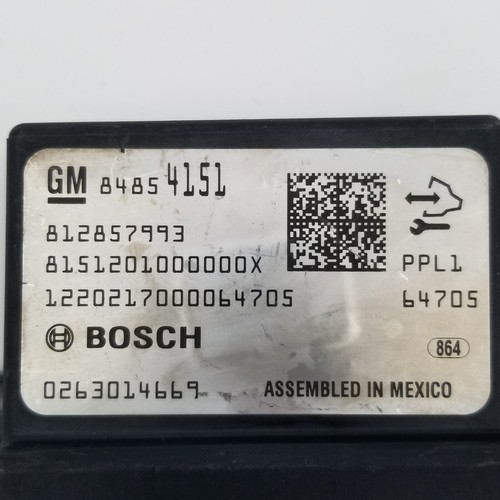 GM 84854151
812857993
8151201000000X
PPL1
1220217000064705
64705
BOSCH
864
0263014669
ASSEMBLED IN MEXICO